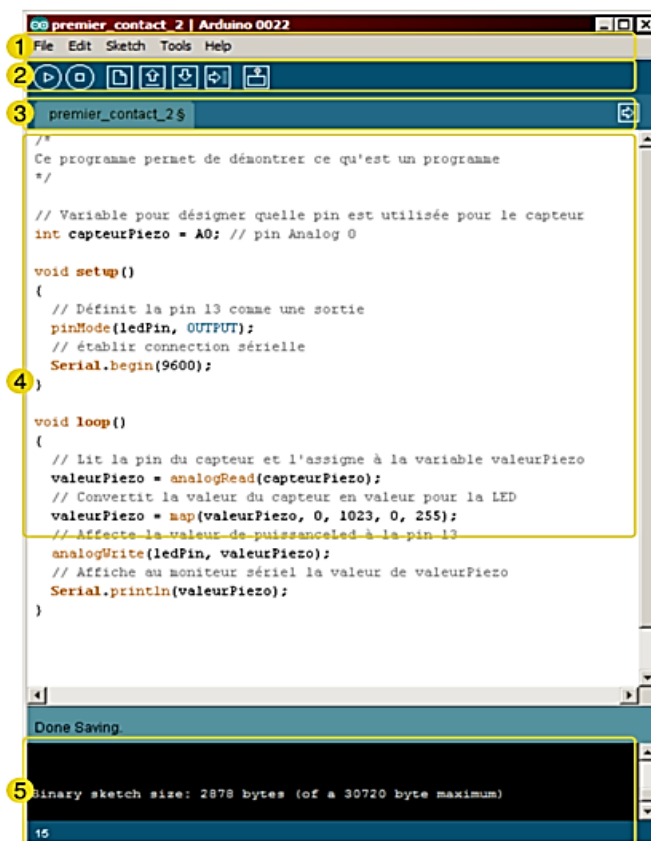 premier_contact_2 | Arduino 0022
1
File Edit Sketch Tools Help
2
3
premier_contact_2 §
/*
Ce programme permet de démontrer ce qu'est un programme
*/
// Variable pour désigner quelle pin est utilisée pour le capteur
int capteurPiezo = A0; // pin Analog 0
void setup()
{
// Définit la pin 13 comme une sortie
pinMode(ledPin, OUTPUT);
// établir connection sérielle
Serial.begin(9600);
4
}
void loop()
{
// Lit la pin du capteur et l'assigne à la variable valeurPiezo
valeurPiezo = analogRead(capteurPiezo);
// Convertit la valeur du capteur en valeur pour la LED
valeurPiezo = map(valeurPiezo, 0, 1023, 0, 255);
// Affecte la valeur de puissanceLed à la pin 13
analogWrite(ledPin, valeurPiezo);
// Affiche au moniteur sériel la valeur de valeurPiezo
Serial.println(valeurPiezo);
}
Done Saving.
5
Binary sketch size: 2878 bytes (of a 30720 byte maximum)
15